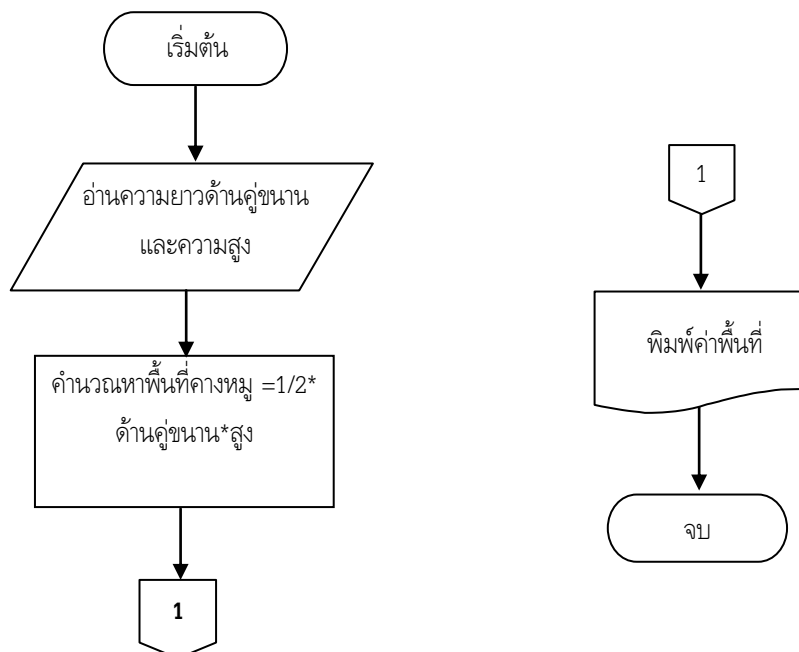 เริ่มต้น
อ่านความยาวด้านคู่ขนาน
และความสูง
คำนวณหาพื้นที่คางหมู =1/2*
ด้านคู่ขนาน*สูง
1
1
พิมพ์ค่าพื้นที่
จบ